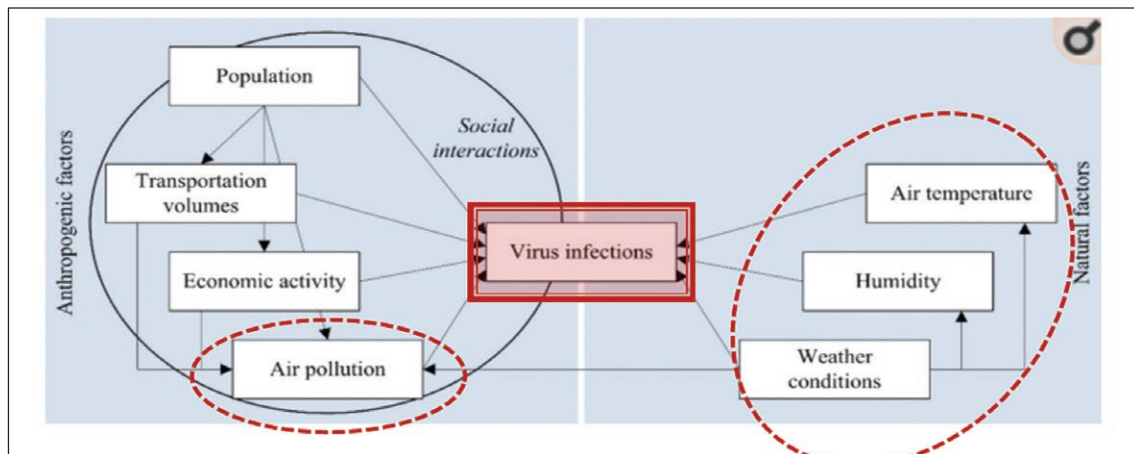 Anthropogenic factors
Population
Social
interactions
Transportation
volumes
Economic activity
Air pollution
Virus infections
Air temperature
Humidity
Weather
conditions
Natural factors